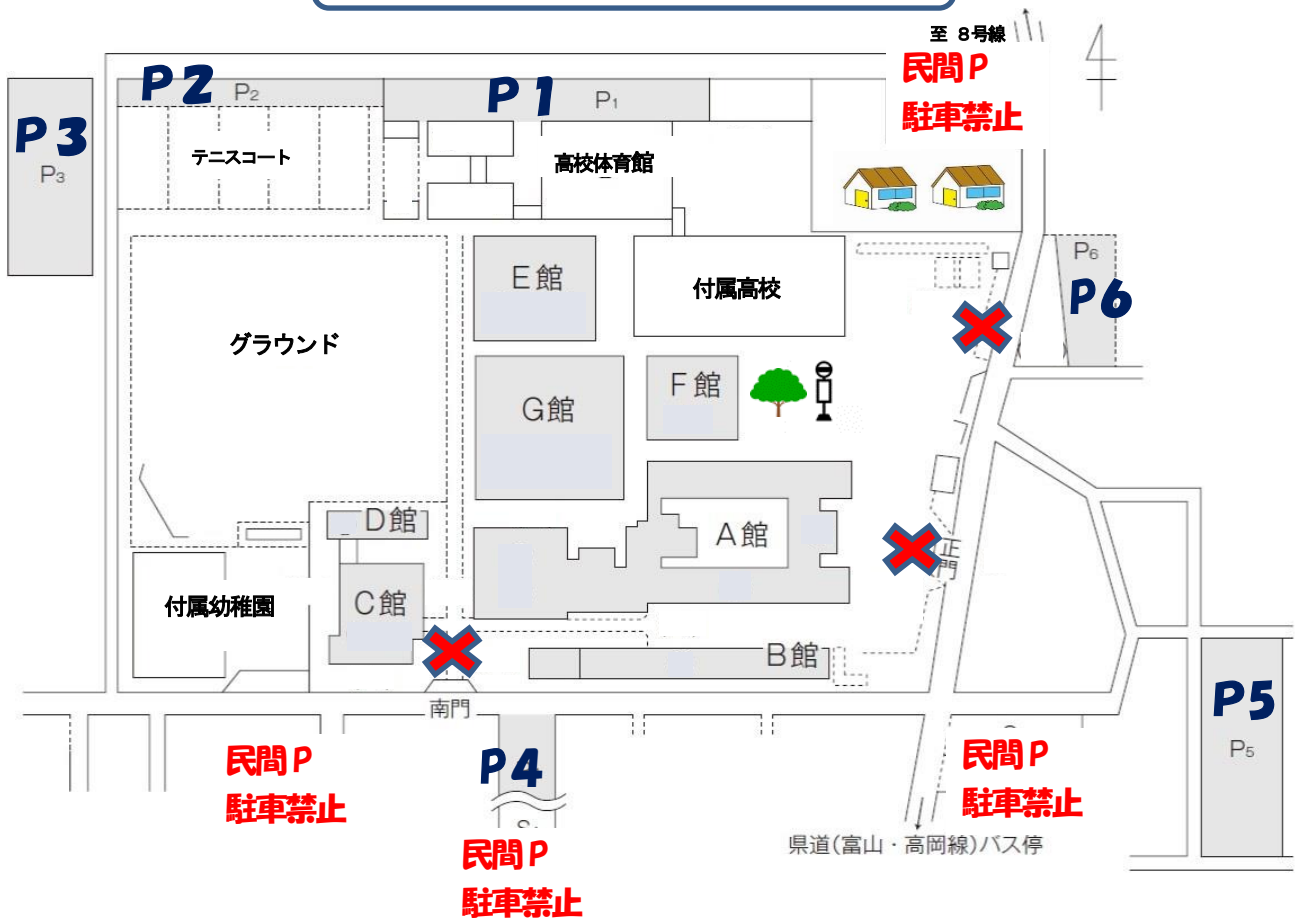 至 8号線
民間P
駐車禁止
P2
P₂
P1
P₁
P3
P₃
テニスコート
高校体育館
E館
付属高校
P₆
P6
グラウンド
G館
F館
D館
A館
正門
付属幼稚園
C館
B館
南門
P5
P₅
民間P
駐車禁止
P4
民間P
駐車禁止
県道(富山・高岡線)バス停
民間P
駐車禁止